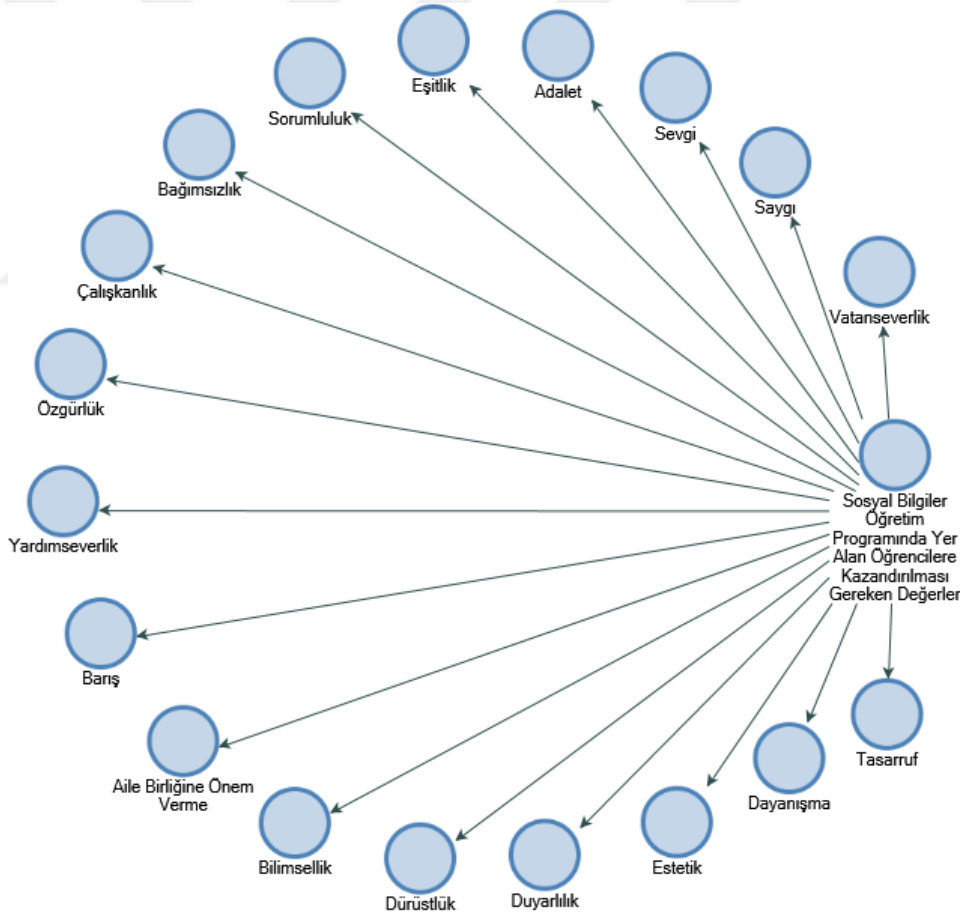 Eşitlik
Adalet
Sorumluluk
Sevgi
Bağımsızlık
Saygı
Çalışkanlık
Vatanseverlik
Özgürlük
Sosyal Bilgiler
Öğretim
Programında Yer
Alan Öğrencilere
Kazandırılması
Gereken Değerler
Yardımseverlik
Barış
Aile Birliğine Önem
Verme
Tasarruf
Dayanışma
Bilimsellik
Estetik
Dürüstlük
Duyarlılık